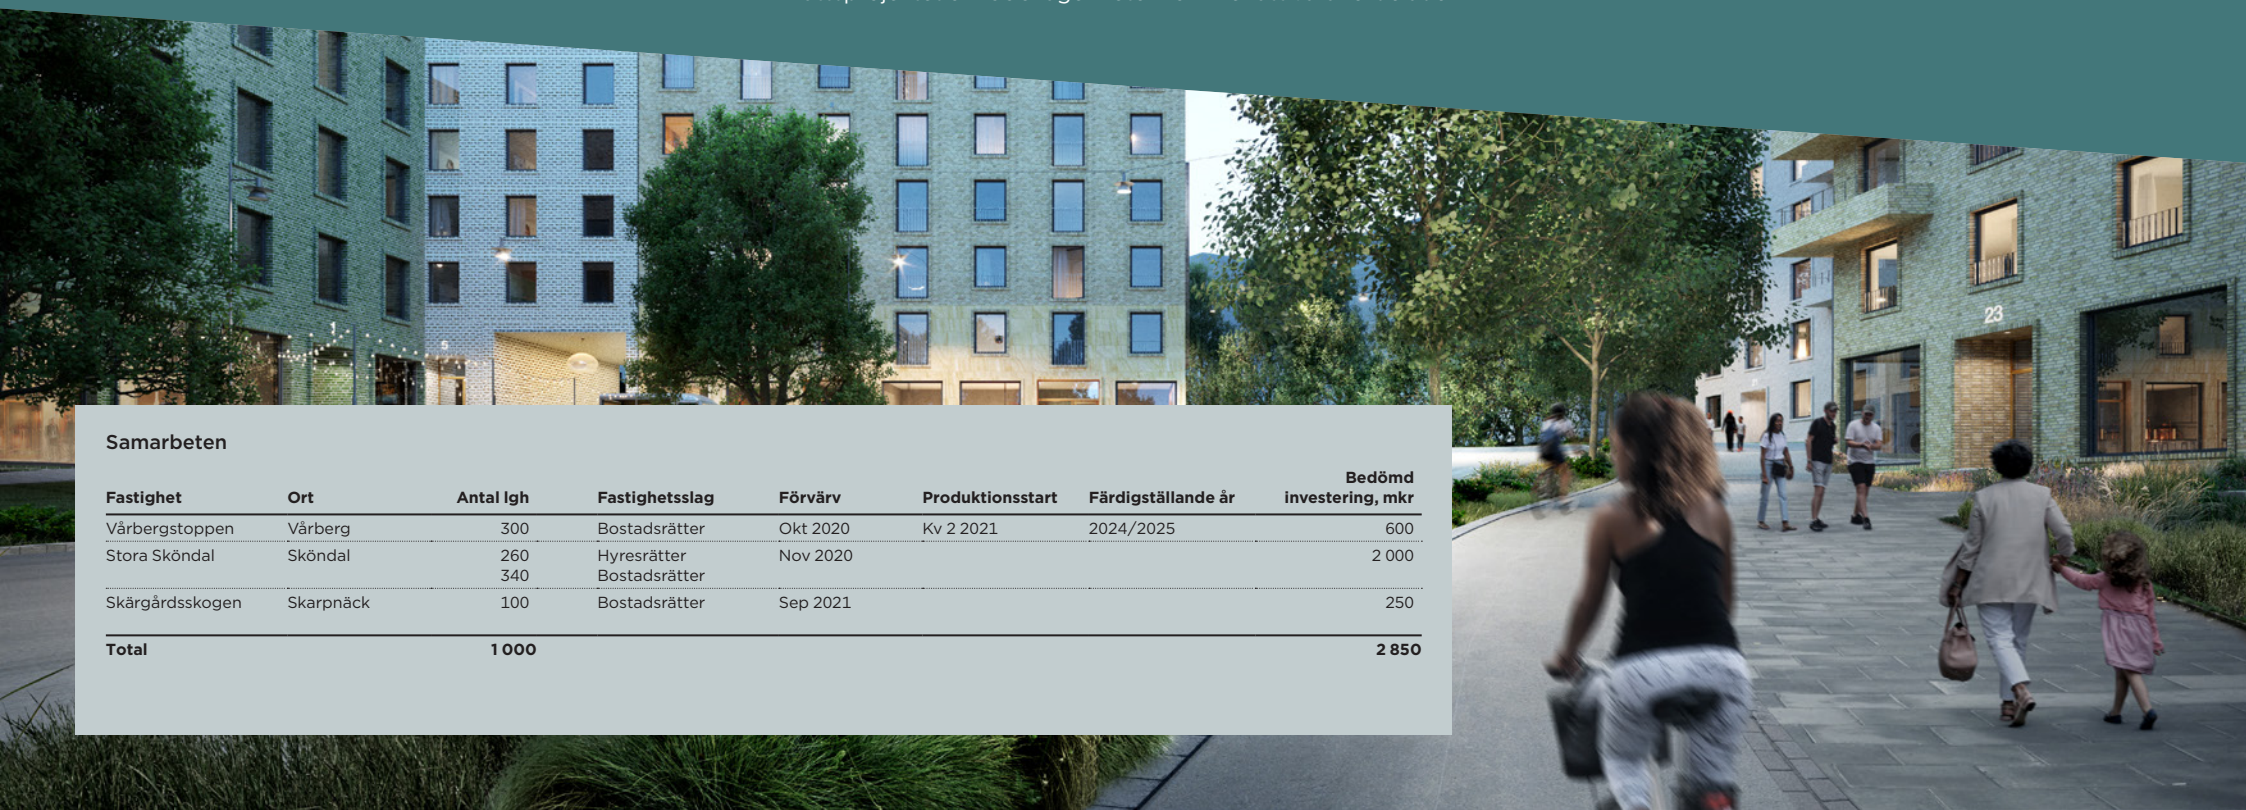 Samarbeten
Bedömd
Fastighet Ort Antal lgh Fastighetsslag Förvärv Produktionsstart Färdigställande år investering, mkr
Vårbergstoppen Vårberg 300 Bostadsrätter Okt 2020 Kv 2 2021 2024/2025 600
Stora Sköndal Sköndal 260 Hyresrätter Nov 2020 2 000
340 Bostadsrätter
Skärgårdsskogen Skarpnäck 100 Bostadsrätter Sep 2021 250
Total 1 000 2 850
1
5
23